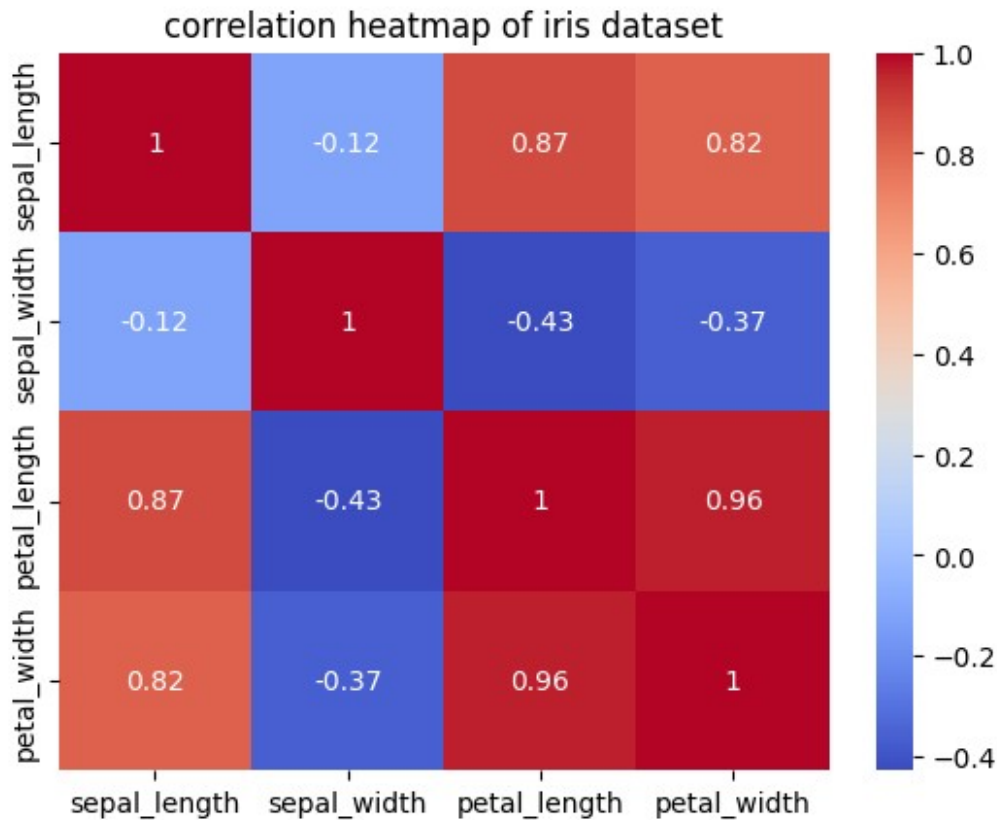 correlation heatmap of iris dataset
sepal_length
1
-0.12
0.87
0.82
sepal_width
-0.12
1
-0.43
-0.37
petal_length
0.87
-0.43
1
0.96
petal_width
0.82
-0.37
0.96
1
sepal_length
sepal_width
petal_length
petal_width
1.0
0.8
0.6
0.4
0.2
0.0
−0.2
−0.4